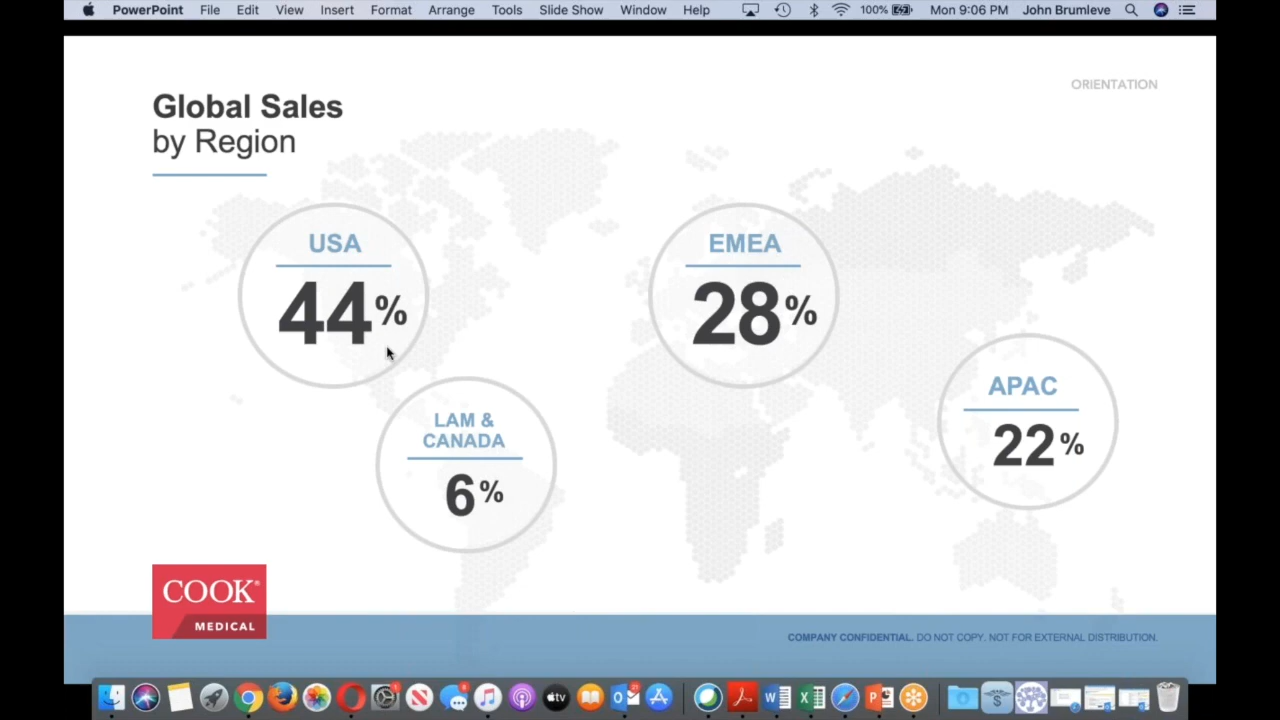 PowerPoint File Edit View Insert Format Arrange Tools Slide Show Window Help 100% Mon 9:06 PM John Brumleve
ORIENTATION
Global Sales
by Region
USA
44%
EMEA
28%
APAC
22%
LAM &
CANADA
6%
COOK®
MEDICAL
COMPANY CONFIDENTIAL. DO NOT COPY. NOT FOR EXTERNAL DISTRIBUTION.
tv